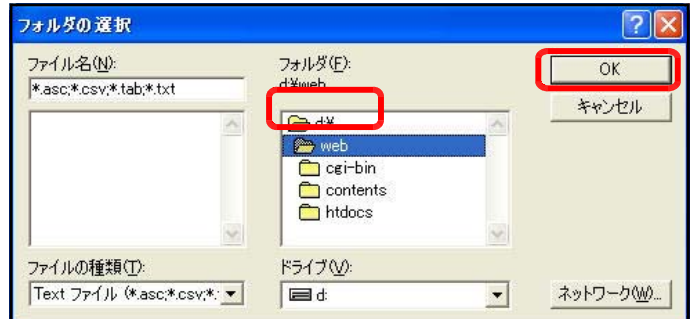 フォルダの選択
ファイル名(N):
*.asc;*.csv;*.tab;*.txt
フォルダ(F):
d:¥web
OK
キャンセル
d:¥
web
cgi-bin
contents
htdocs
ファイルの種類(T):
Text ファイル (*.asc;*.csv;*.
ドライブ(V):
d:
ネットワーク(W)...